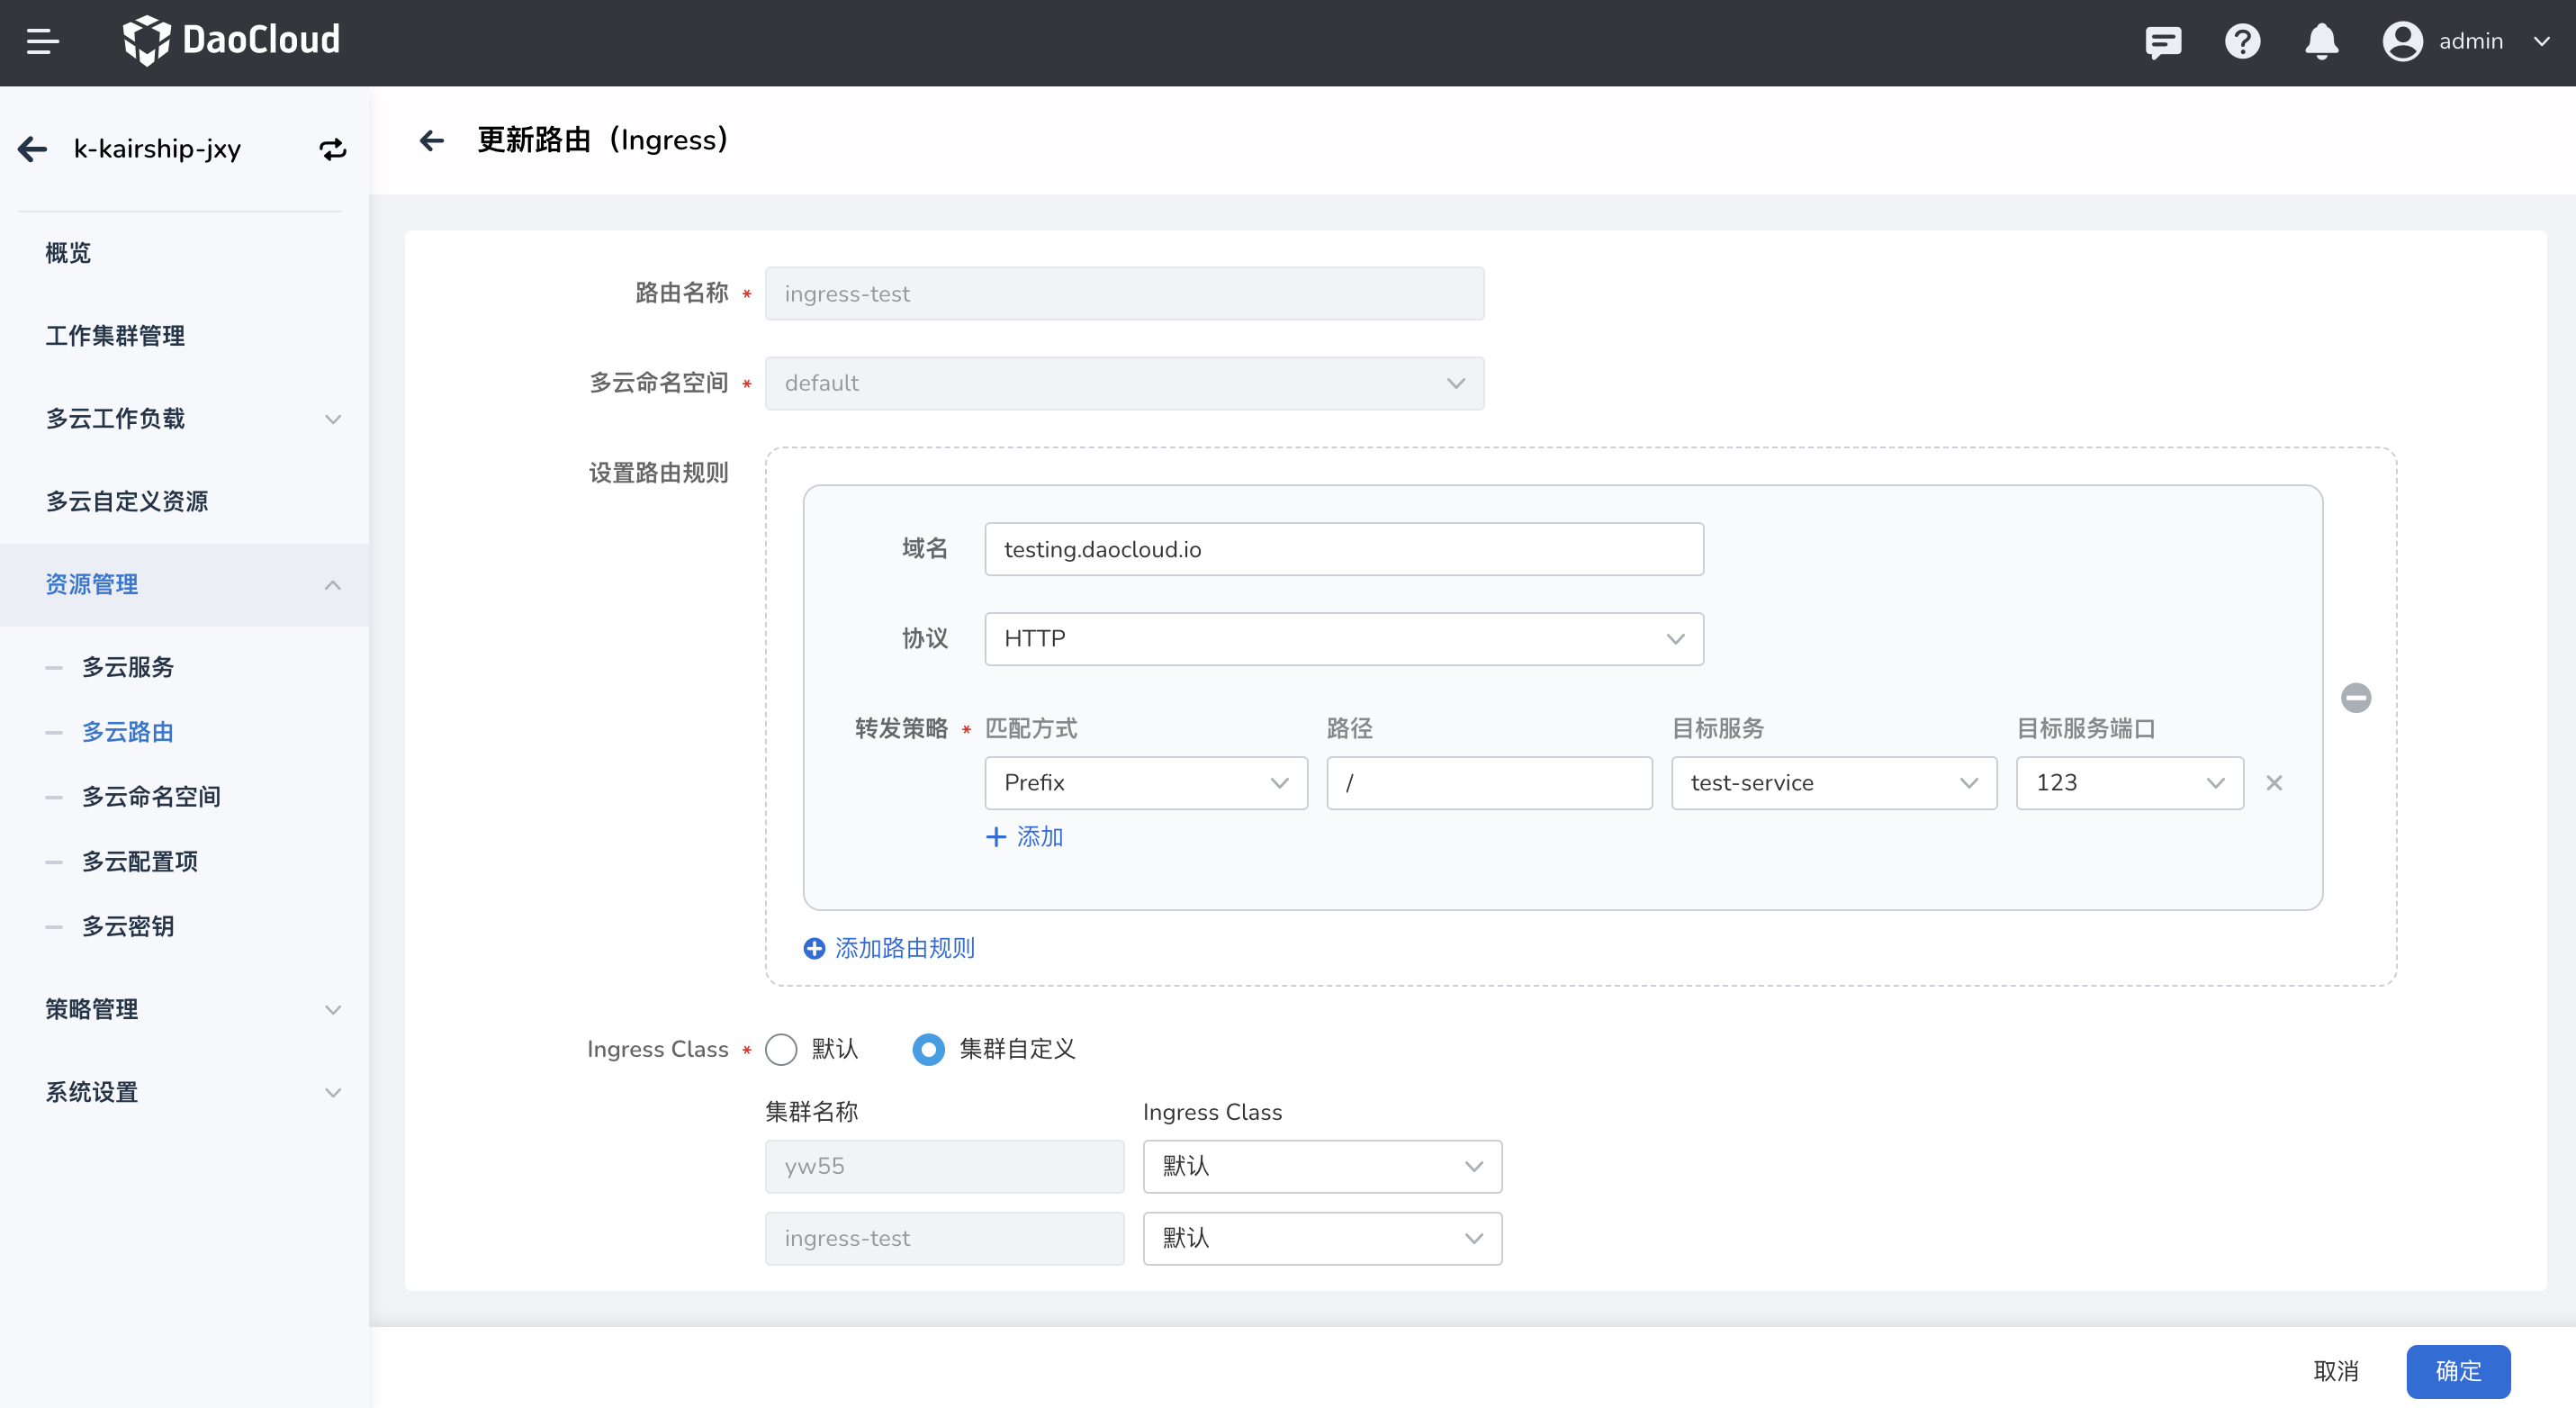 DaoCloud
admin
k-kairship-jxy
概览
工作集群管理
多云工作负载
多云自定义资源
资源管理
多云服务
多云路由
多云命名空间
多云配置项
多云密钥
策略管理
系统设置
更新路由（Ingress）
路由名称 * ingress-test
多云命名空间 * default
设置路由规则
域名 testing.daocloud.io
协议 HTTP
转发策略 * 匹配方式 路径 目标服务 目标服务端口
Prefix / test-service 123
添加
添加路由规则
Ingress Class * 默认 集群自定义
集群名称 Ingress Class
yw55 默认
ingress-test 默认
取消 确定